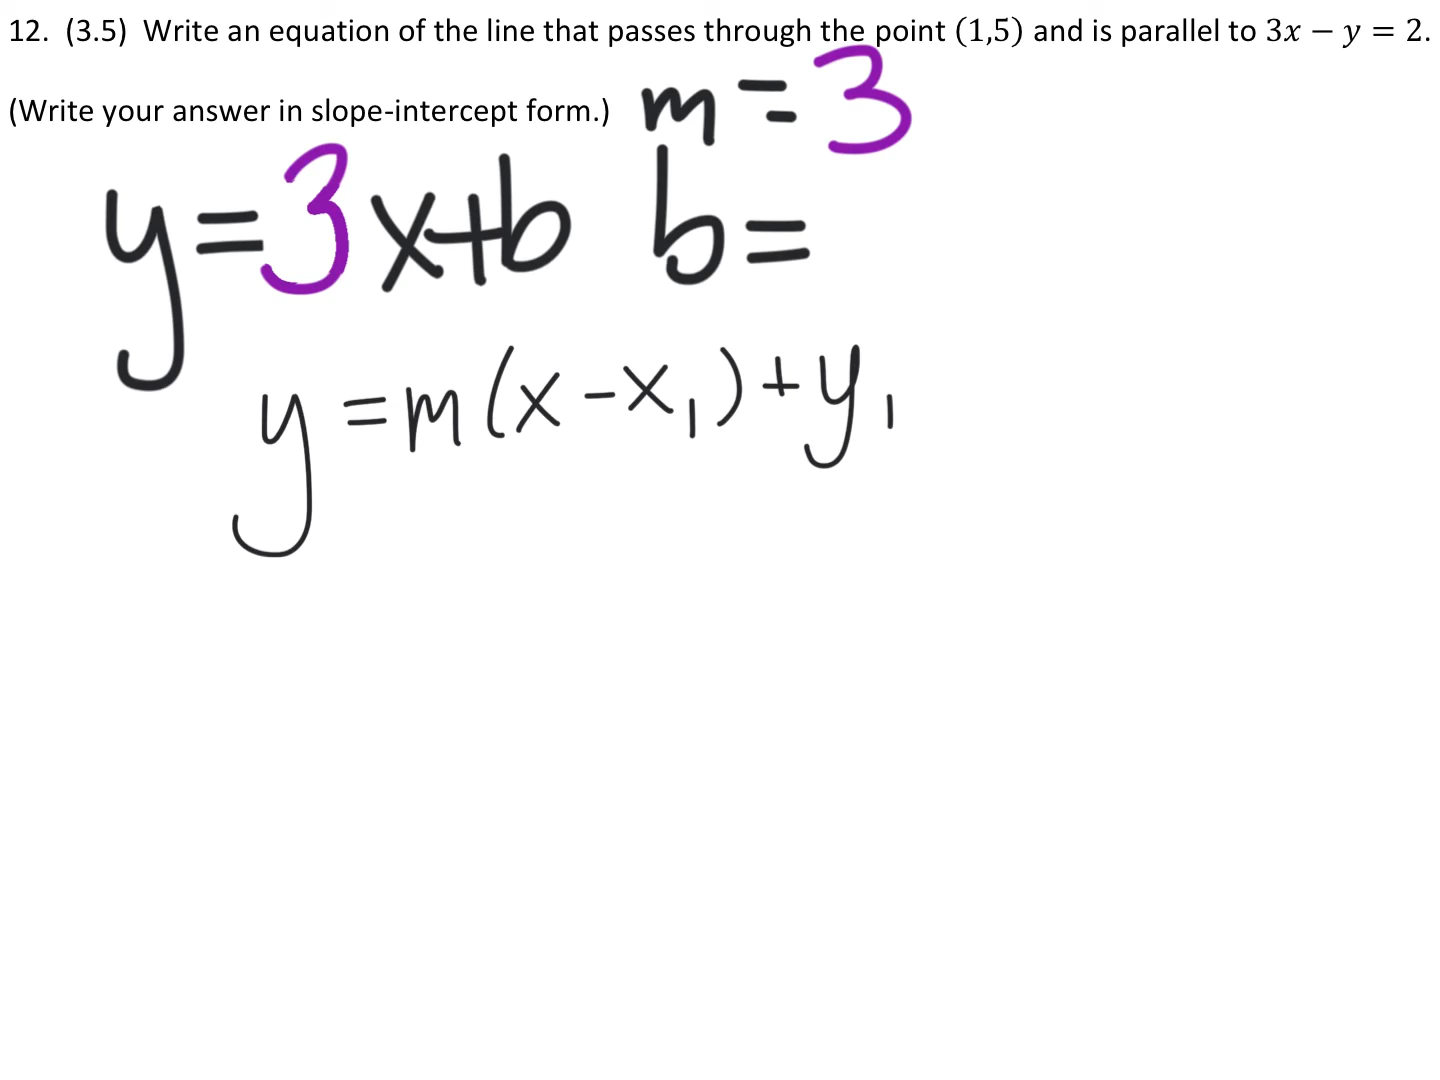 12. (3.5) Write an equation of the line that passes through the point (1,5) and is parallel to 3x − y = 2.
(Write your answer in slope-intercept form.) m = 3
y=3x+b b=
y=m(x-x₁)+y₁